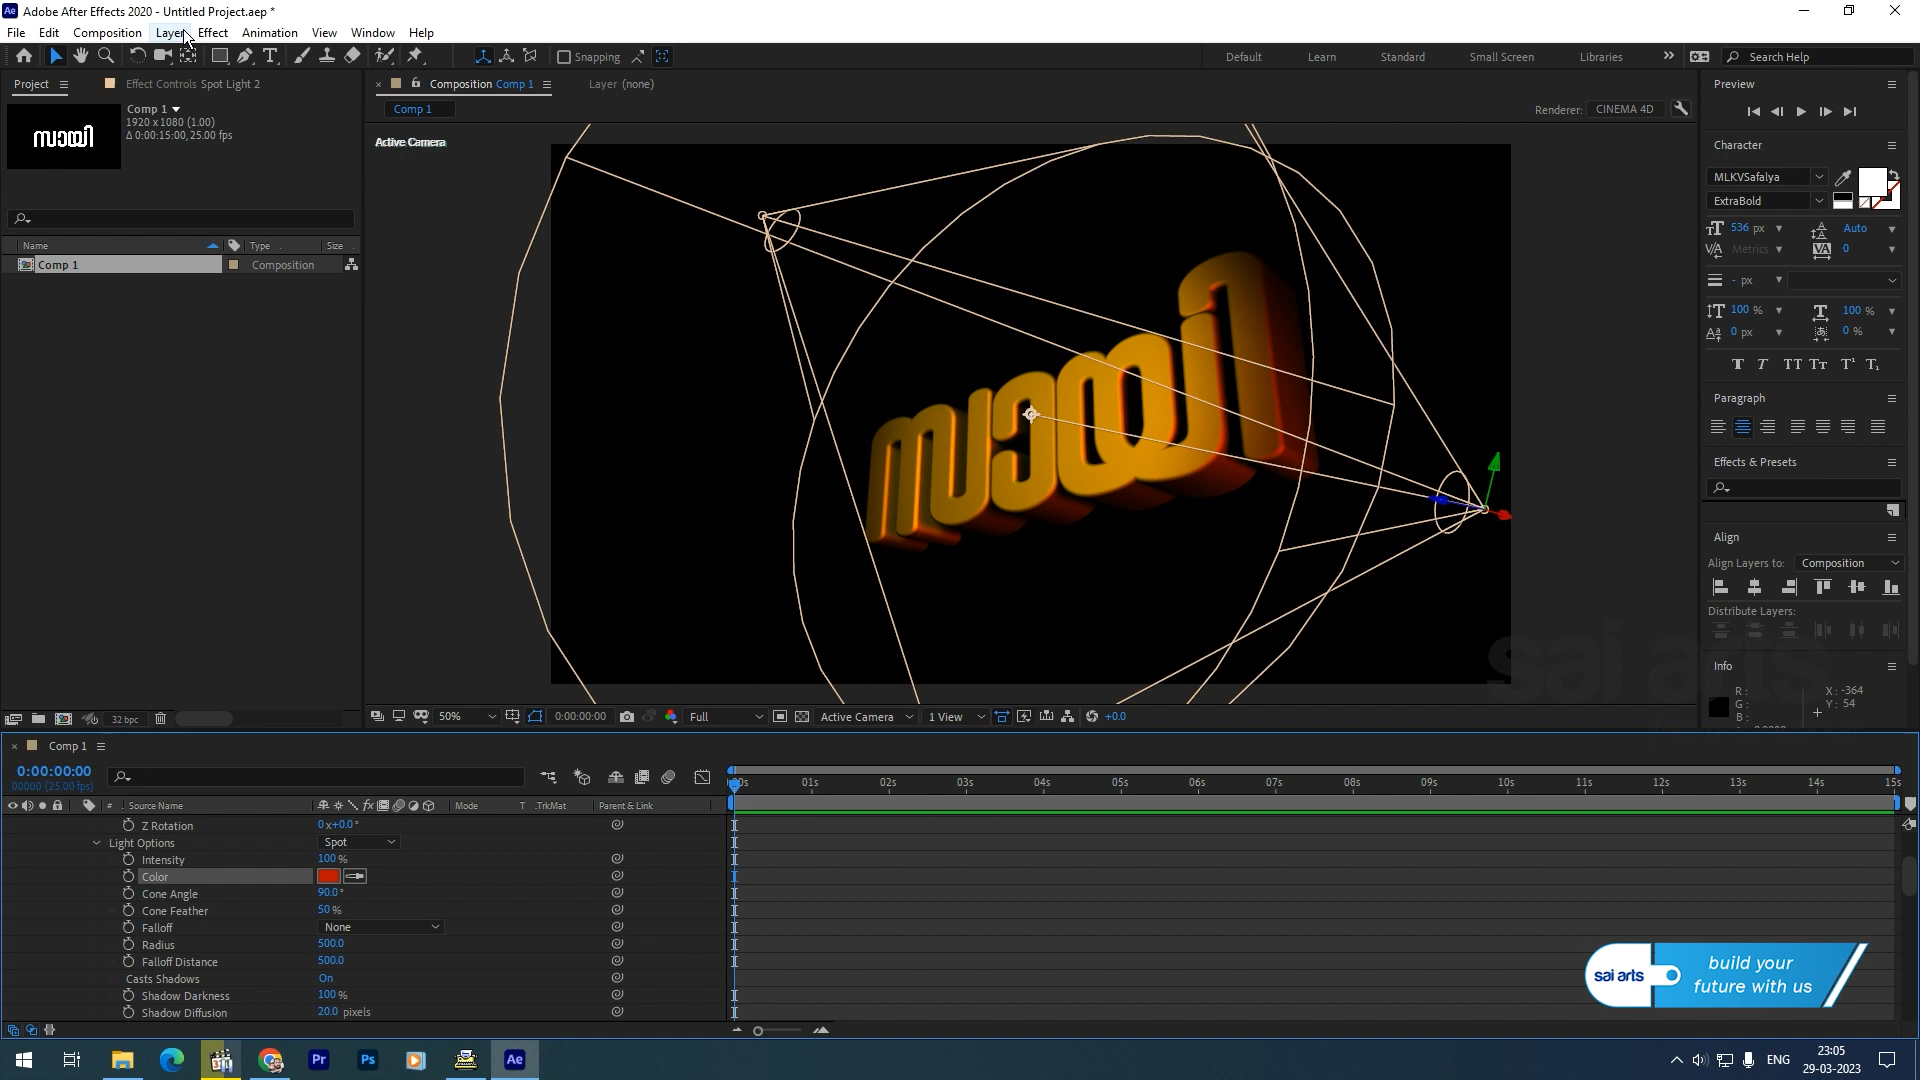 Adobe After Effects 2020 - Untitled Project.aep *
File Edit Composition Layer Effect Animation View Window Help
Snapping
Default Learn Standard Small Screen Libraries
Search Help
Project
Effect Controls Spot Light 2
Composition Comp 1
Layer (none)
Preview
Comp 1
1920 x 1080 (1.00)
Δ 0:00:15:00, 25.00 fps
സായി
Comp 1
Renderer: CINEMA 4D
Active Camera
സായി
Name Type Size
Comp 1 Composition
32 bpc
Character
MLKVSafalya
ExtraBold
536 px Auto
Metrics 0
- px
100 % 100 %
0 px 0 %
Paragraph
Effects & Presets
Align
Align Layers to: Composition
Distribute Layers:
sai arts
Info
R : X : -364
G : Y : 54
B :
50% 0:00:00:00 Full Active Camera 1 View +0.0
Comp 1
0:00:00:00
00000 (25.00 fps)
01s 02s 03s 04s 05s 06s 07s 08s 09s 10s 11s 12s 13s 14s 15s
# Source Name Mode T .TrkMat Parent & Link
Z Rotation 0x+0.0°
Light Options Spot
Intensity 100 %
Color
Cone Angle 90.0°
Cone Feather 50 %
Falloff None
Radius 500.0
Falloff Distance 500.0
Casts Shadows On
Shadow Darkness 100 %
Shadow Diffusion 20.0 pixels
sai arts
build your
future with us
ENG
23:05
29-03-2023